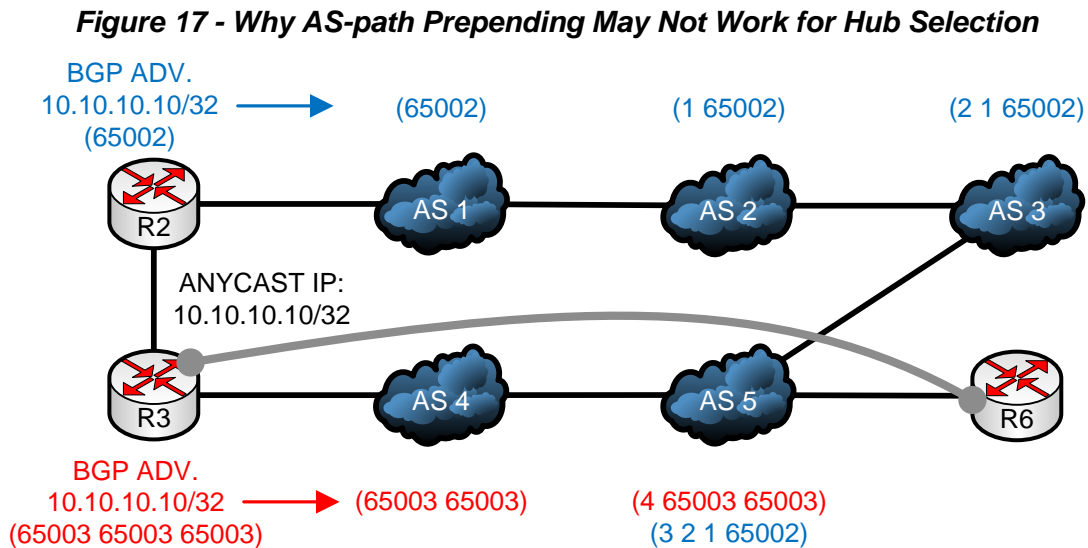 Figure 17 - Why AS-path Prepending May Not Work for Hub Selection
BGP ADV.
10.10.10.10/32
(65002)
(65002)
(1 65002)
(2 1 65002)
R2
AS 1
AS 2
AS 3
ANYCAST IP:
10.10.10.10/32
R3
AS 4
AS 5
R6
BGP ADV.
10.10.10.10/32
(65003 65003 65003)
(65003 65003)
(4 65003 65003)
(3 2 1 65002)